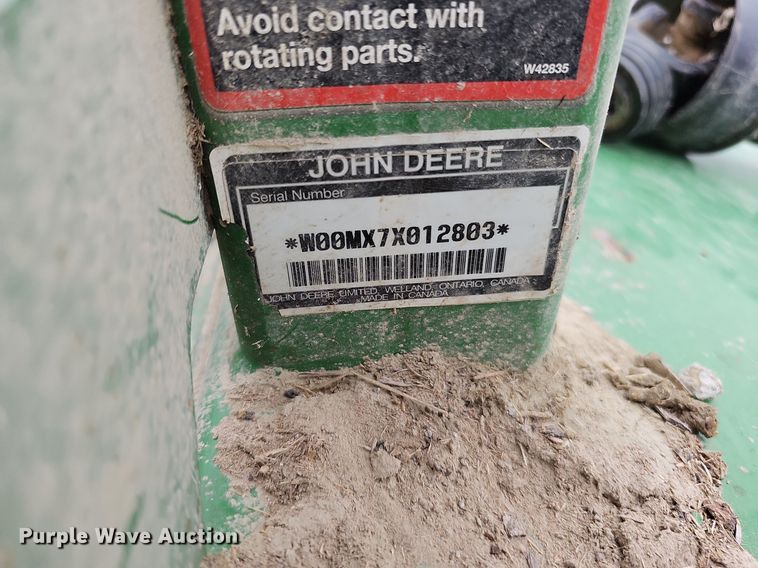 Avoid contact with
rotating parts.
W42835
JOHN DEERE
Serial Number
*W00MX7X012803*
JOHN DEERE LIMITED, WELLAND, ONTARIO, CANADA
MADE IN CANADA
Purple Wave Auction